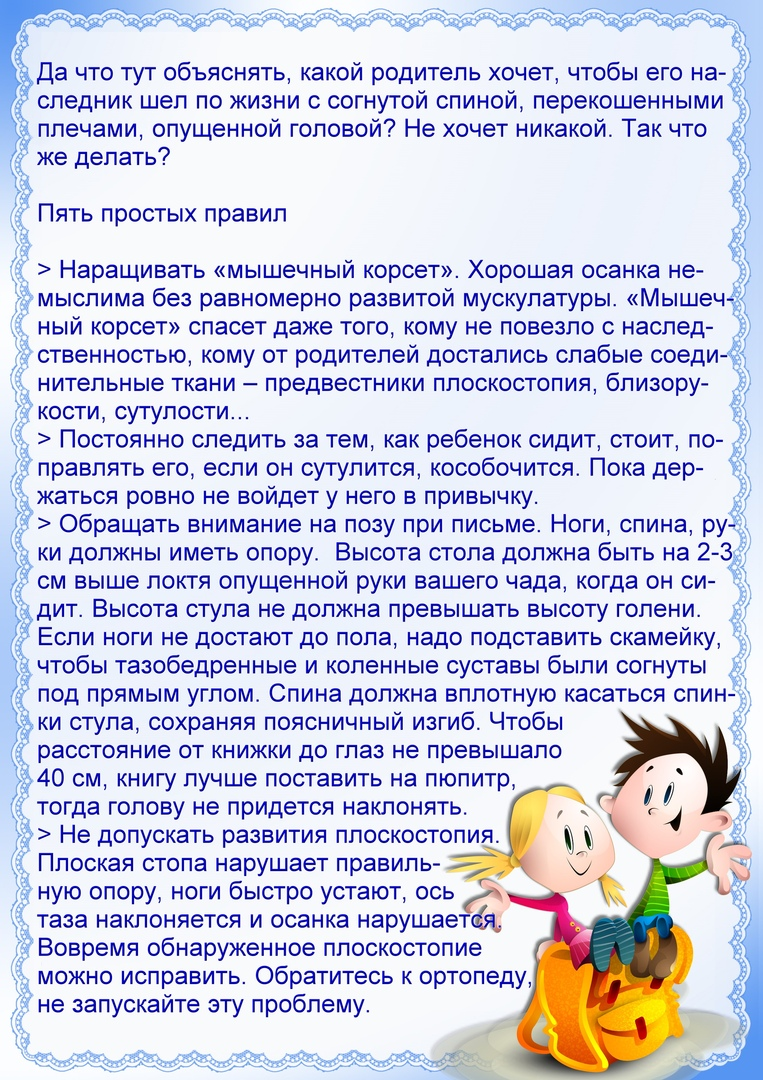 Да что тут объяснять, какой родитель хочет, чтобы его на-
следник шел по жизни с согнутой спиной, перекошенными
плечами, опущенной головой? Не хочет никакой. Так что
же делать?
Пять простых правил
> Наращивать «мышечный корсет». Хорошая осанка не-
мыслима без равномерно развитой мускулатуры. «Мышеч-
ный корсет» спасет даже того, кому не повезло с наслед-
ственностью, кому от родителей достались слабые соеди-
нительные ткани – предвестники плоскостопия, близору-
кости, сутулости...
> Постоянно следить за тем, как ребенок сидит, стоит, по-
правлять его, если он сутулится, кособочится. Пока дер-
жаться ровно не войдет у него в привычку.
> Обращать внимание на позу при письме. Ноги, спина, ру-
ки должны иметь опору.  Высота стола должна быть на 2-3
см выше локтя опущенной руки вашего чада, когда он си-
дит. Высота стула не должна превышать высоту голени.
Если ноги не достают до пола, надо подставить скамейку,
чтобы тазобедренные и коленные суставы были согнуты
под прямым углом. Спина должна вплотную касаться спин-
ки стула, сохраняя поясничный изгиб. Чтобы
расстояние от книжки до глаз не превышало
40 см, книгу лучше поставить на пюпитр,
тогда голову не придется наклонять.
> Не допускать развития плоскостопия.
Плоская стопа нарушает правиль-
ную опору, ноги быстро устают, ось
таза наклоняется и осанка нарушается.
Вовремя обнаруженное плоскостопие
можно исправить. Обратитесь к ортопеду,
не запускайте эту проблему.